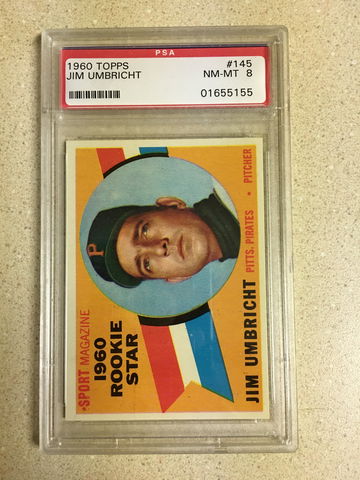 PSA
1960 TOPPS #145
JIM UMBRICHT NM-MT 8
01655155
P
•SPORT MAGAZINE
1960
ROOKIE
STAR
JIM UMBRICHT
PITTS. PIRATES • PITCHER